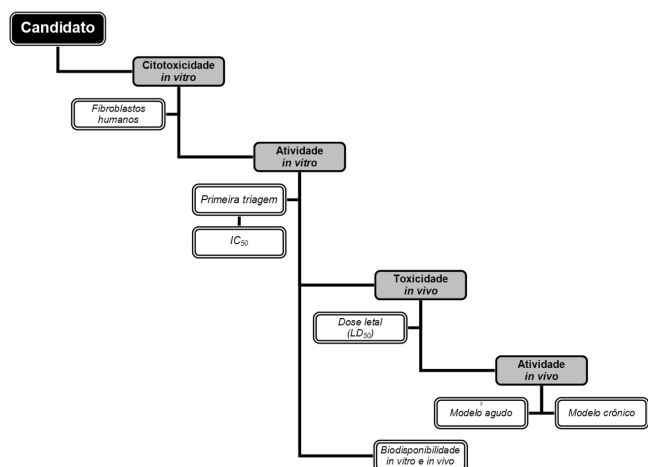 Candidato
Citotoxicidade
in vitro
Fibroblastos
humanos
Atividade
in vitro
Primeira triagem
IC50
Toxicidade
in vivo
Dose letal
(LD50)
Atividade
in vivo
2
Modelo agudo
Modelo crônico
Biodisponibilidade
in vitro e in vivo